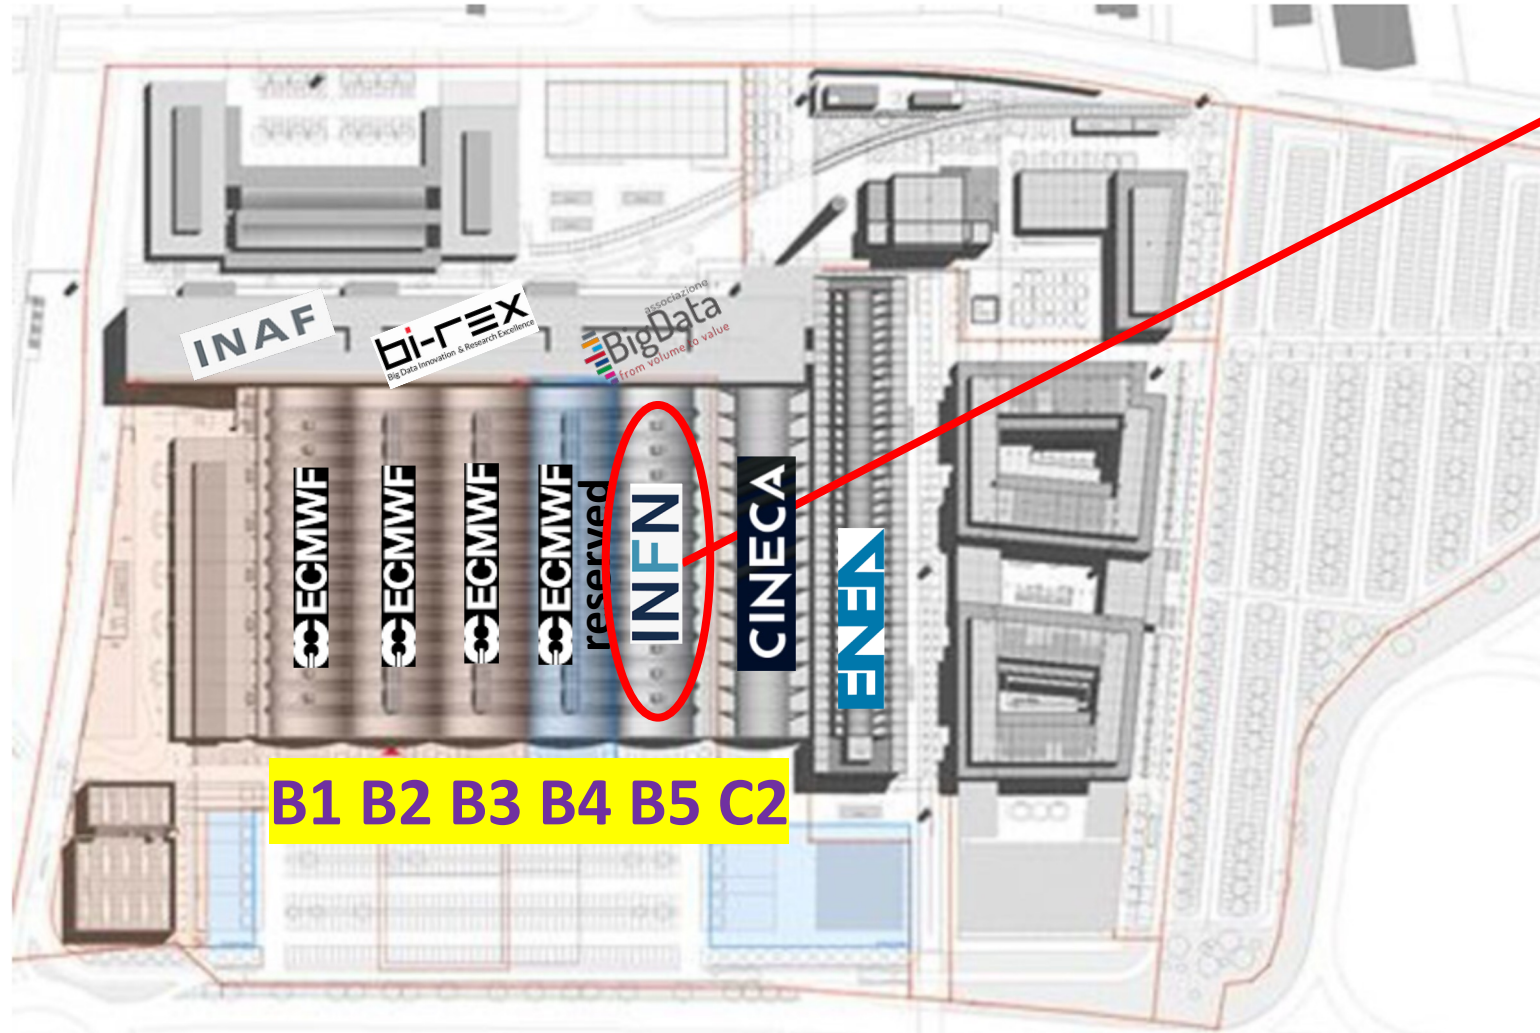 INAF
bi-rex
Big Data Innovation & Research Excellence
associazione
BigData
from volume to value
ECMWF
ECMWF
ECMWF
ECMWF
reserved
INFN
CINECA
ENEA
B1 B2 B3 B4 B5 C2